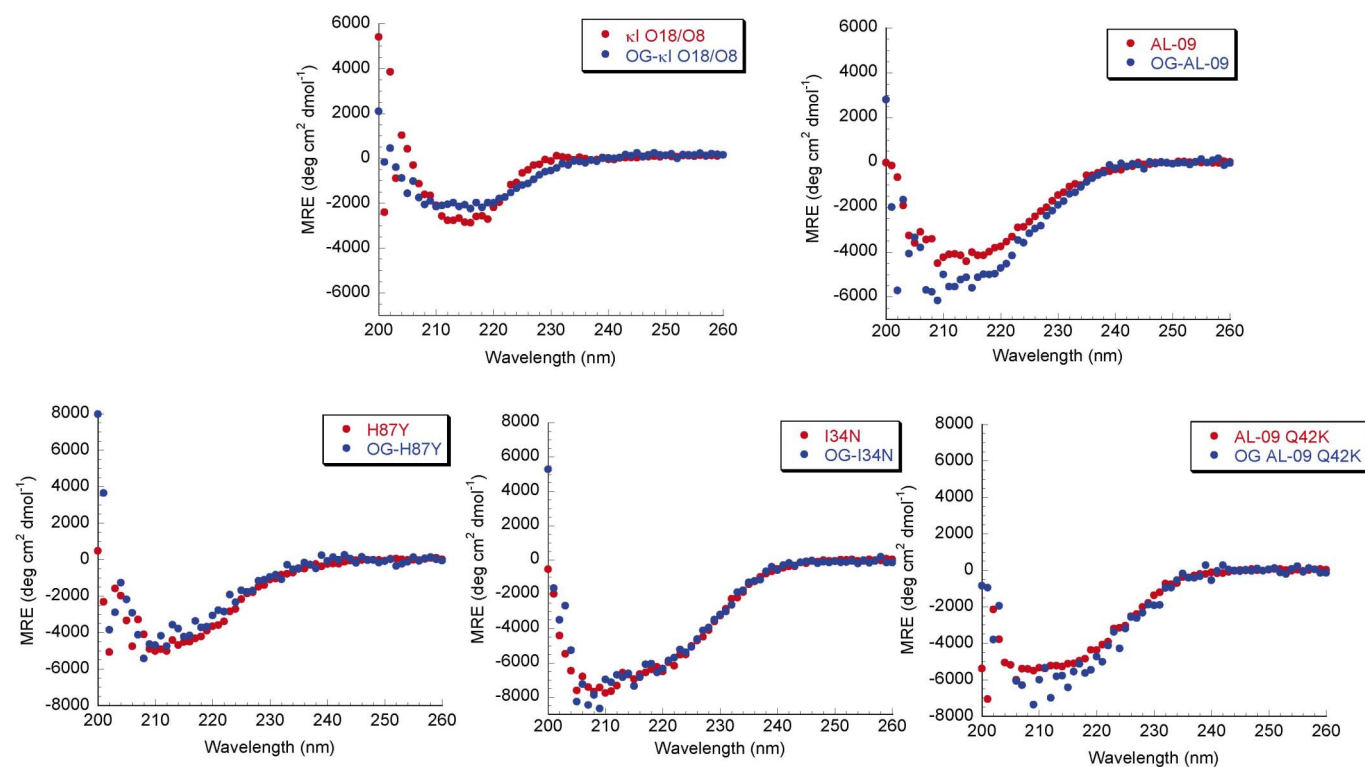 κI O18/O8
OG-κI O18/O8
6000
4000
2000
0
-2000
-4000
-6000
MRE (deg cm² dmol⁻¹)
200 210 220 230 240 250 260
Wavelength (nm)
AL-09
OG-AL-09
6000
4000
2000
0
-2000
-4000
-6000
MRE (deg cm² dmol⁻¹)
200 210 220 230 240 250 260
Wavelength (nm)
H87Y
OG-H87Y
8000
6000
4000
2000
0
-2000
-4000
-6000
-8000
MRE (deg cm² dmol⁻¹)
200 210 220 230 240 250 260
Wavelength (nm)
I34N
OG-I34N
8000
6000
4000
2000
0
-2000
-4000
-6000
-8000
MRE (deg cm² dmol⁻¹)
200 210 220 230 240 250 260
Wavelength (nm)
AL-09 Q42K
OG AL-09 Q42K
8000
6000
4000
2000
0
-2000
-4000
-6000
-8000
MRE (deg cm² dmol⁻¹)
200 210 220 230 240 250 260
Wavelength (nm)